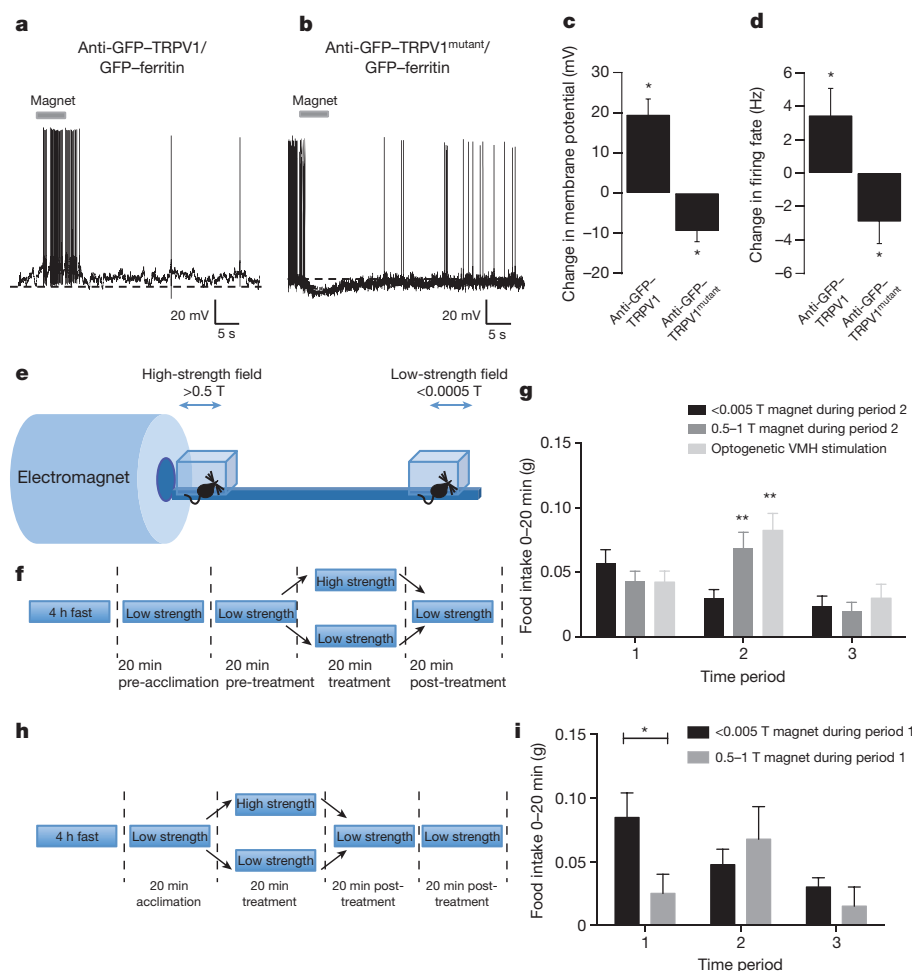 a
Anti-GFP–TRPV1/
GFP–ferritin
Magnet
20 mV
5 s
b
Anti-GFP–TRPV1mutant/
GFP–ferritin
Magnet
20 mV
5 s
c
Change in membrane potential (mV)
30
20
10
0
–10
–20
*
*
Anti-GFP–
TRPV1
Anti-GFP–
TRPV1mutant
d
Change in firing fate (Hz)
6
4
2
0
–2
–4
–6
*
*
Anti-GFP–
TRPV1
Anti-GFP–
TRPV1mutant
e
High-strength field
>0.5 T
Low-strength field
<0.0005 T
Electromagnet
f
4 h fast
Low strength
Low strength
High strength
Low strength
Low strength
20 min
pre-acclimation
20 min
pre-treatment
20 min
treatment
20 min
post-treatment
g
<0.005 T magnet during period 2
0.5–1 T magnet during period 2
Optogenetic VMH stimulation
Food intake 0–20 min (g)
0.15
0.10
0.05
0
**
**
1
2
3
Time period
h
4 h fast
Low strength
High strength
Low strength
Low strength
Low strength
20 min
acclimation
20 min
treatment
20 min post-
treatment
20 min post-
treatment
i
<0.005 T magnet during period 1
0.5–1 T magnet during period 1
Food intake 0–20 min (g)
0.15
0.10
0.05
0
*
1
2
3
Time period